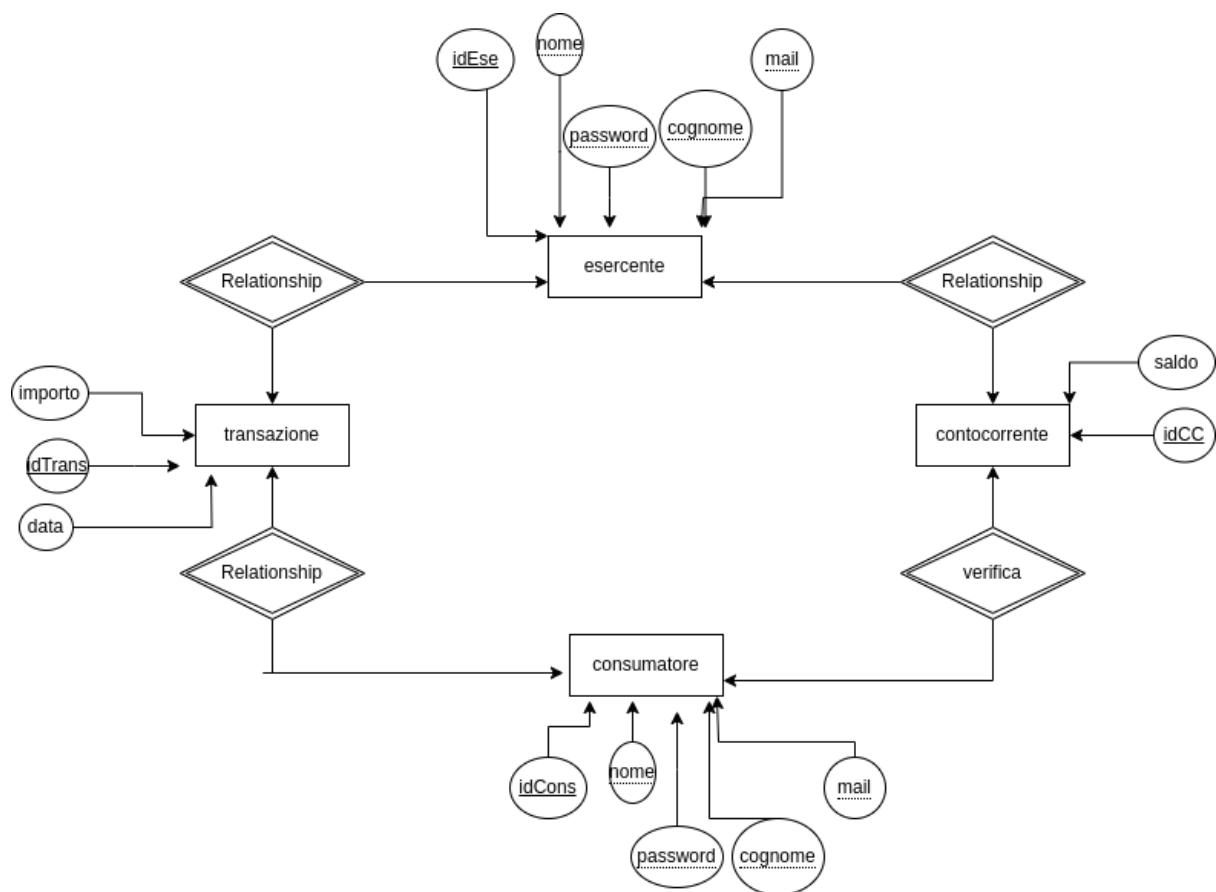 nome
idEse
mail
password
cognome
esercente
Relationship
Relationship
saldo
importo
transazione
contocorrente
idCC
idTrans
data
Relationship
verifica
consumatore
nome
idCons
mail
password
cognome